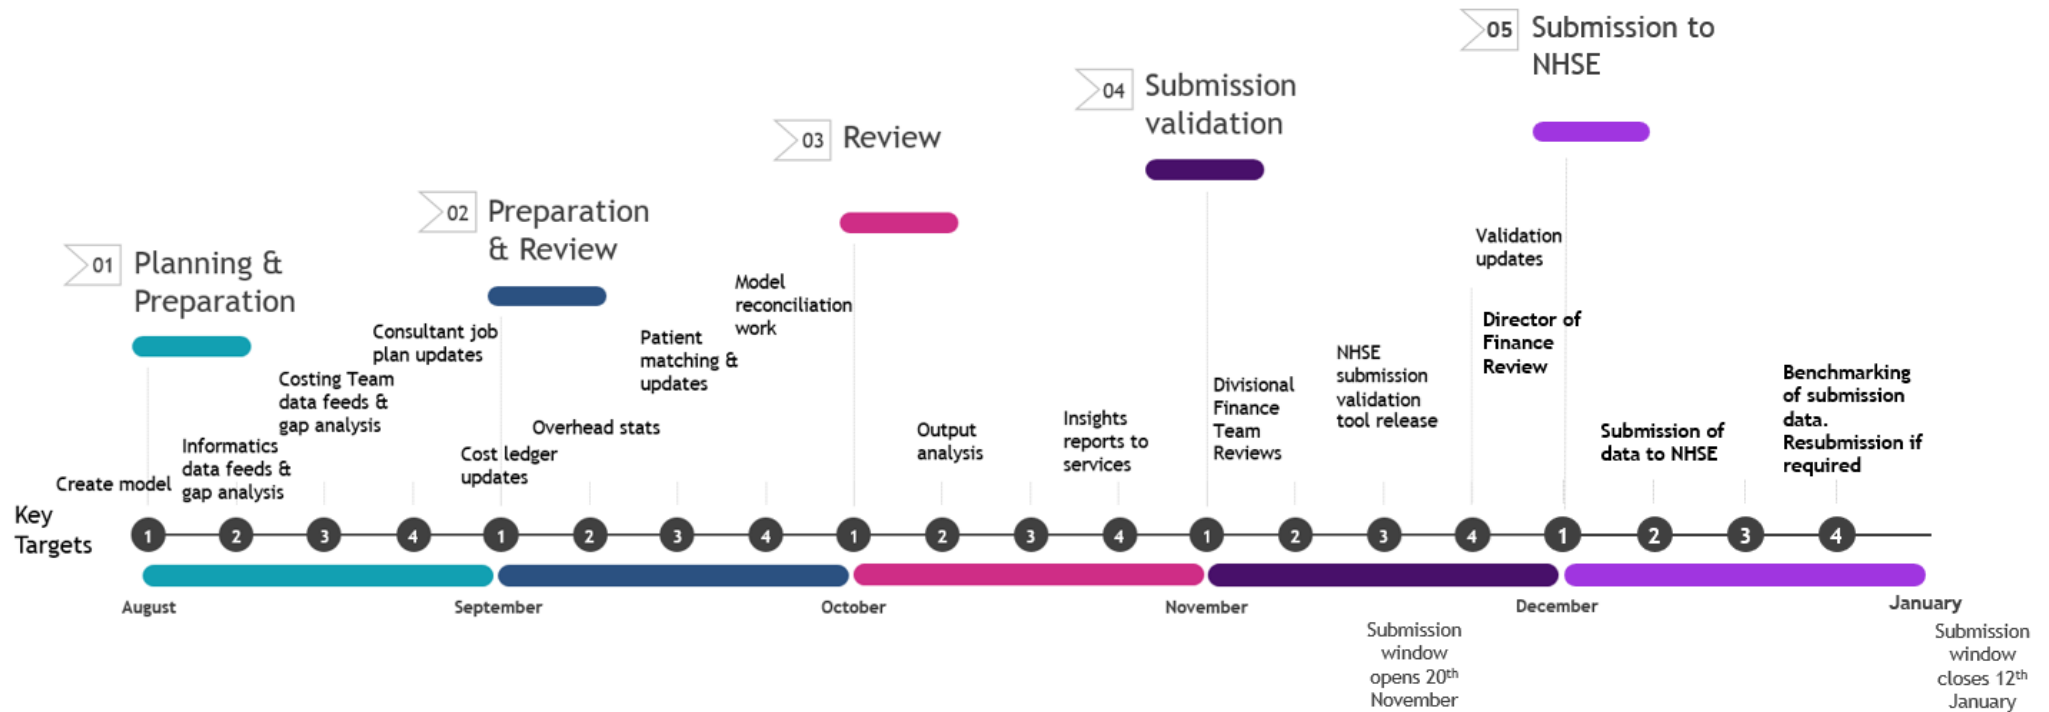 01
Planning &
Preparation
02
Preparation
& Review
03
Review
04
Submission
validation
05
Submission to
NHSE
Create model
Informatics
data feeds &
gap analysis
Costing Team
data feeds &
gap analysis
Consultant job
plan updates
Cost ledger
updates
Overhead stats
Patient
matching &
updates
Model
reconciliation
work
Output
analysis
Insights
reports to
services
Divisional
Finance
Team
Reviews
NHSE
submission
validation
tool release
Validation
updates
Director of
Finance
Review
Submission of
data to NHSE
Benchmarking
of submission
data.
Resubmission if
required
Key
Targets
1 2 3 4 1 2 3 4 1 2 3 4 1 2 3 4 1 2 3 4
August September October November December January
Submission
window
opens 20th
November
Submission
window
closes 12th
January